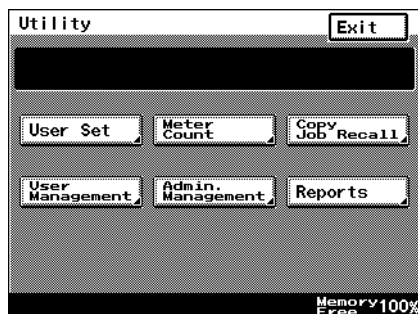 Utility
Exit
User Set
Meter
Count
Copy
Job Recall
User
Management
Admin.
Management
Reports
Memory
Free 100%